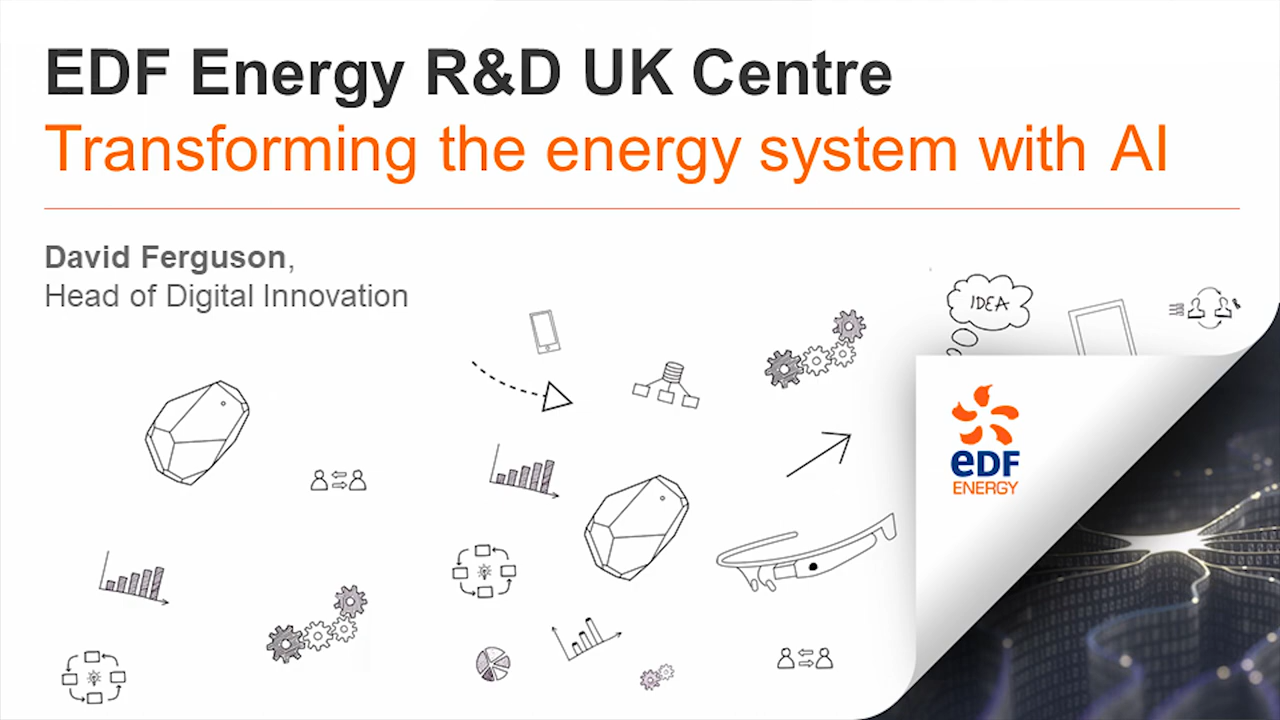 EDF Energy R&D UK Centre
Transforming the energy system with AI
David Ferguson,
Head of Digital Innovation
IDEA
eDF
ENERGY